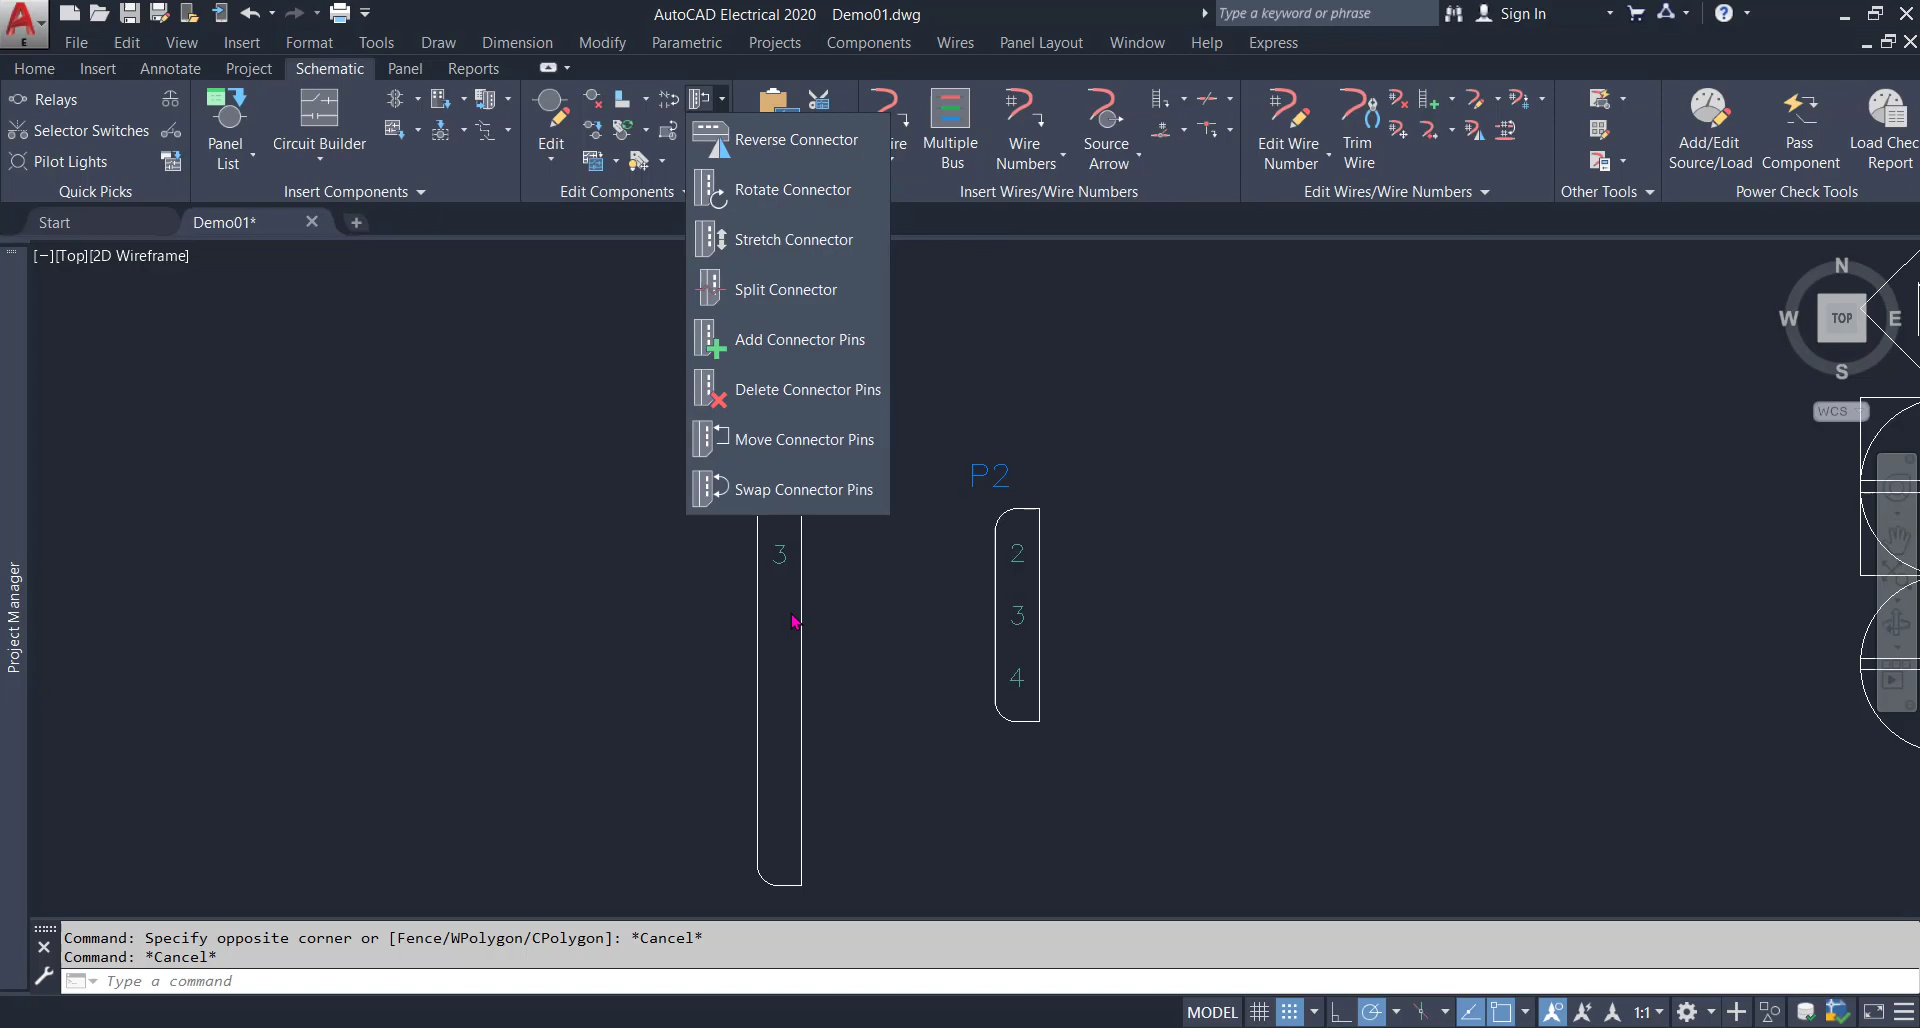 AutoCAD Electrical 2020 Demo01.dwg
Type a keyword or phrase
Sign In
File Edit View Insert Format Tools Draw Dimension Modify Parametric Projects Components Wires Panel Layout Window Help Express
Home Insert Annotate Project Schematic Panel Reports
Relays
Selector Switches
Pilot Lights
Quick Picks
Panel
List
Circuit Builder
Insert Components
Edit
Edit Components
Reverse Connector
Rotate Connector
Stretch Connector
Split Connector
Add Connector Pins
Delete Connector Pins
Move Connector Pins
Swap Connector Pins
ire
Multiple
Bus
Wire
Numbers
Source
Arrow
Insert Wires/Wire Numbers
Edit Wire
Number
Trim
Wire
Edit Wires/Wire Numbers
Other Tools
Add/Edit
Source/Load
Pass
Component
Load Chec
Report
Power Check Tools
Start
Demo01*
[−][Top][2D Wireframe]
N
W TOP E
S
WCS
Project Manager
P2
3
2
3
4
Command: Specify opposite corner or [Fence/WPolygon/CPolygon]: *Cancel*
Command: *Cancel*
Type a command
MODEL
1:1